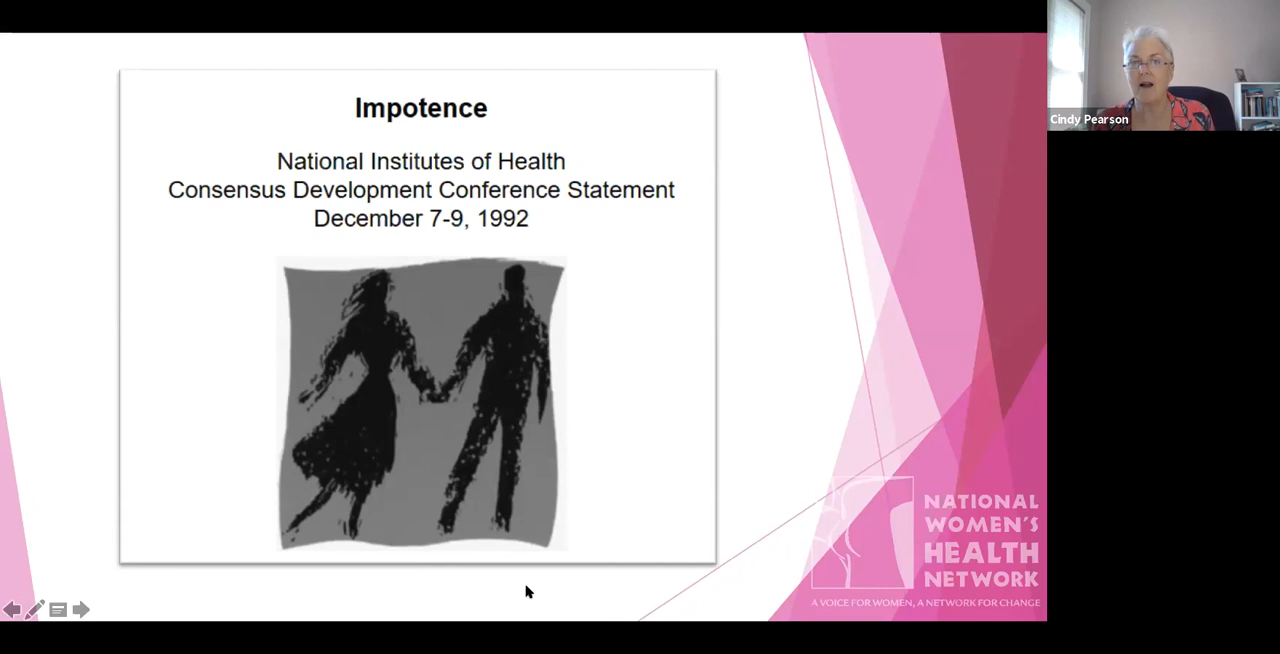 Impotence
National Institutes of Health
Consensus Development Conference Statement
December 7-9, 1992
Cindy Pearson
NATIONAL
WOMEN'S
HEALTH
NETWORK
A VOICE FOR WOMEN, A NETWORK FOR CHANGE